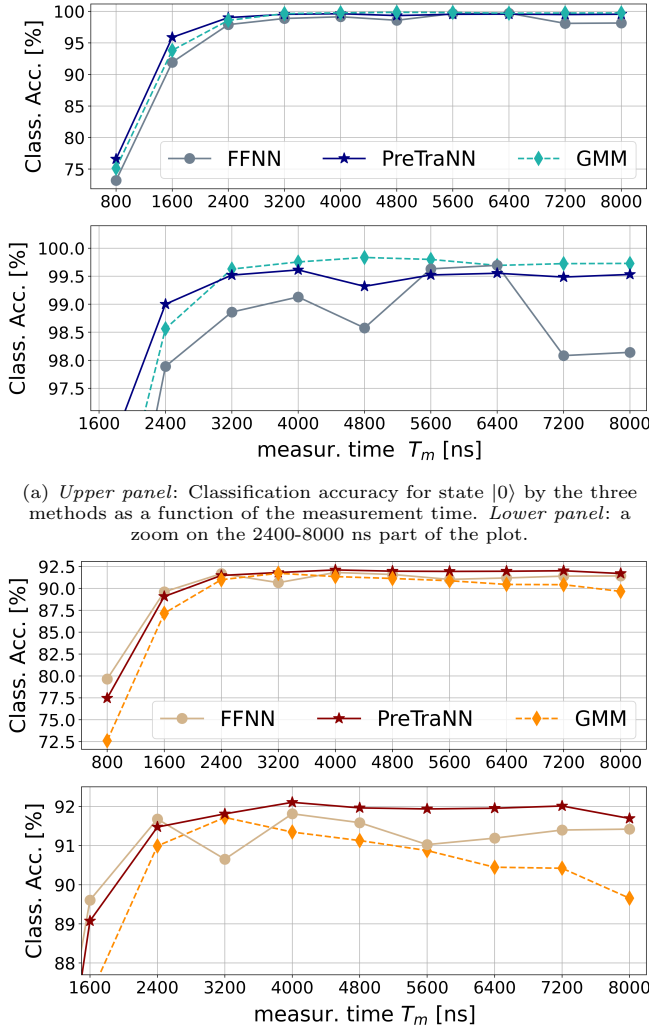 Class. Acc. [%]
100
95
90
85
80
75
FFNN PreTraNN GMM
800 1600 2400 3200 4000 4800 5600 6400 7200 8000
Class. Acc. [%]
100.0
99.5
99.0
98.5
98.0
97.5
1600 2400 3200 4000 4800 5600 6400 7200 8000
measur. time T_m [ns]
(a) Upper panel: Classification accuracy for state |0⟩ by the three
methods as a function of the measurement time. Lower panel: a
zoom on the 2400-8000 ns part of the plot.
Class. Acc. [%]
92.5
90.0
87.5
85.0
82.5
80.0
77.5
75.0
72.5
FFNN PreTraNN GMM
800 1600 2400 3200 4000 4800 5600 6400 7200 8000
Class. Acc. [%]
92
91
90
89
88
1600 2400 3200 4000 4800 5600 6400 7200 8000
measur. time T_m [ns]